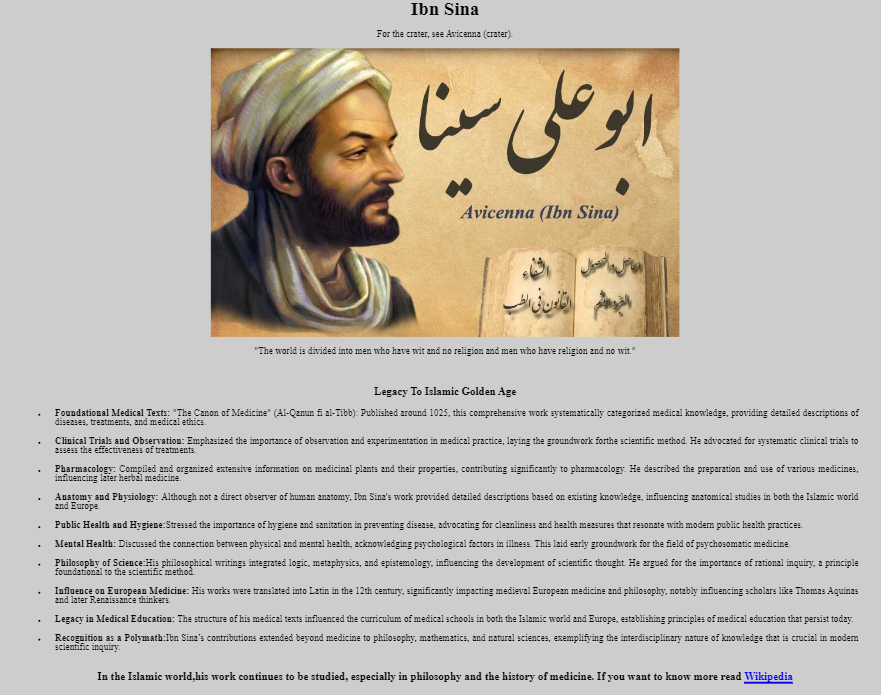 Ibn Sina
For the crater, see Avicenna (crater).
ابو علی سینا
Avicenna (Ibn Sina)
الشفاء
القانون في الطب
"The world is divided into men who have wit and no religion and men who have religion and no wit."
Legacy To Islamic Golden Age
• Foundational Medical Texts: "The Canon of Medicine" (Al-Qanun fi al-Tibb): Published around 1025, this comprehensive work systematically categorized medical knowledge, providing detailed descriptions of
diseases, treatments, and medical ethics.
• Clinical Trials and Observation: Emphasized the importance of observation and experimentation in medical practice, laying the groundwork forthe scientific method. He advocated for systematic clinical trials to
assess the effectiveness of treatments.
• Pharmacology: Compiled and organized extensive information on medicinal plants and their properties, contributing significantly to pharmacology. He described the preparation and use of various medicines,
influencing later herbal medicine.
• Anatomy and Physiology: Although not a direct observer of human anatomy, Ibn Sina's work provided detailed descriptions based on existing knowledge, influencing anatomical studies in both the Islamic world
and Europe.
• Public Health and Hygiene:Stressed the importance of hygiene and sanitation in preventing disease, advocating for cleanliness and health measures that resonate with modern public health practices.
• Mental Health: Discussed the connection between physical and mental health, acknowledging psychological factors in illness. This laid early groundwork for the field of psychosomatic medicine.
• Philosophy of Science:His philosophical writings integrated logic, metaphysics, and epistemology, influencing the development of scientific thought. He argued for the importance of rational inquiry, a principle
foundational to the scientific method.
• Influence on European Medicine: His works were translated into Latin in the 12th century, significantly impacting medieval European medicine and philosophy, notably influencing scholars like Thomas Aquinas
and later Renaissance thinkers.
• Legacy in Medical Education: The structure of his medical texts influenced the curriculum of medical schools in both the Islamic world and Europe, establishing principles of medical education that persist today.
• Recognition as a Polymath:Ibn Sina's contributions extended beyond medicine to philosophy, mathematics, and natural sciences, exemplifying the interdisciplinary nature of knowledge that is crucial in modern
scientific inquiry.
In the Islamic world,his work continues to be studied, especially in philosophy and the history of medicine. If you want to know more read Wikipedia